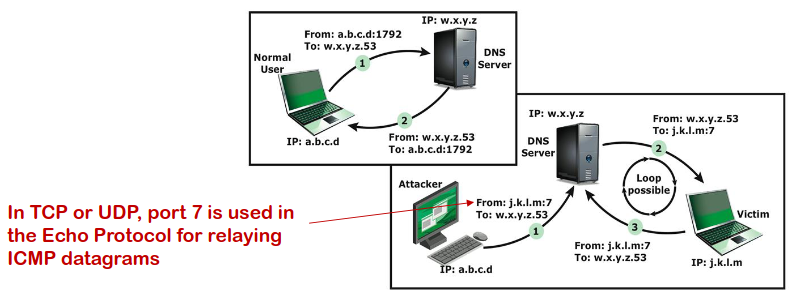 IP: w.x.y.z
From: a.b.c.d:1792
To: w.x.y.z.53
Normal
User
DNS
Server
1
2
IP: a.b.c.d
From: w.x.y.z.53
To: a.b.c.d:1792
IP: w.x.y.z
From: w.x.y.z.53
To: j.k.l.m:7
DNS
Server
2
Attacker
Loop
possible
From: j.k.l.m:7
To: w.x.y.z.53
Victim
1
3
From: j.k.l.m:7
To: w.x.y.z.53
IP: j.k.l.m
IP: a.b.c.d
In TCP or UDP, port 7 is used in
the Echo Protocol for relaying
ICMP datagrams